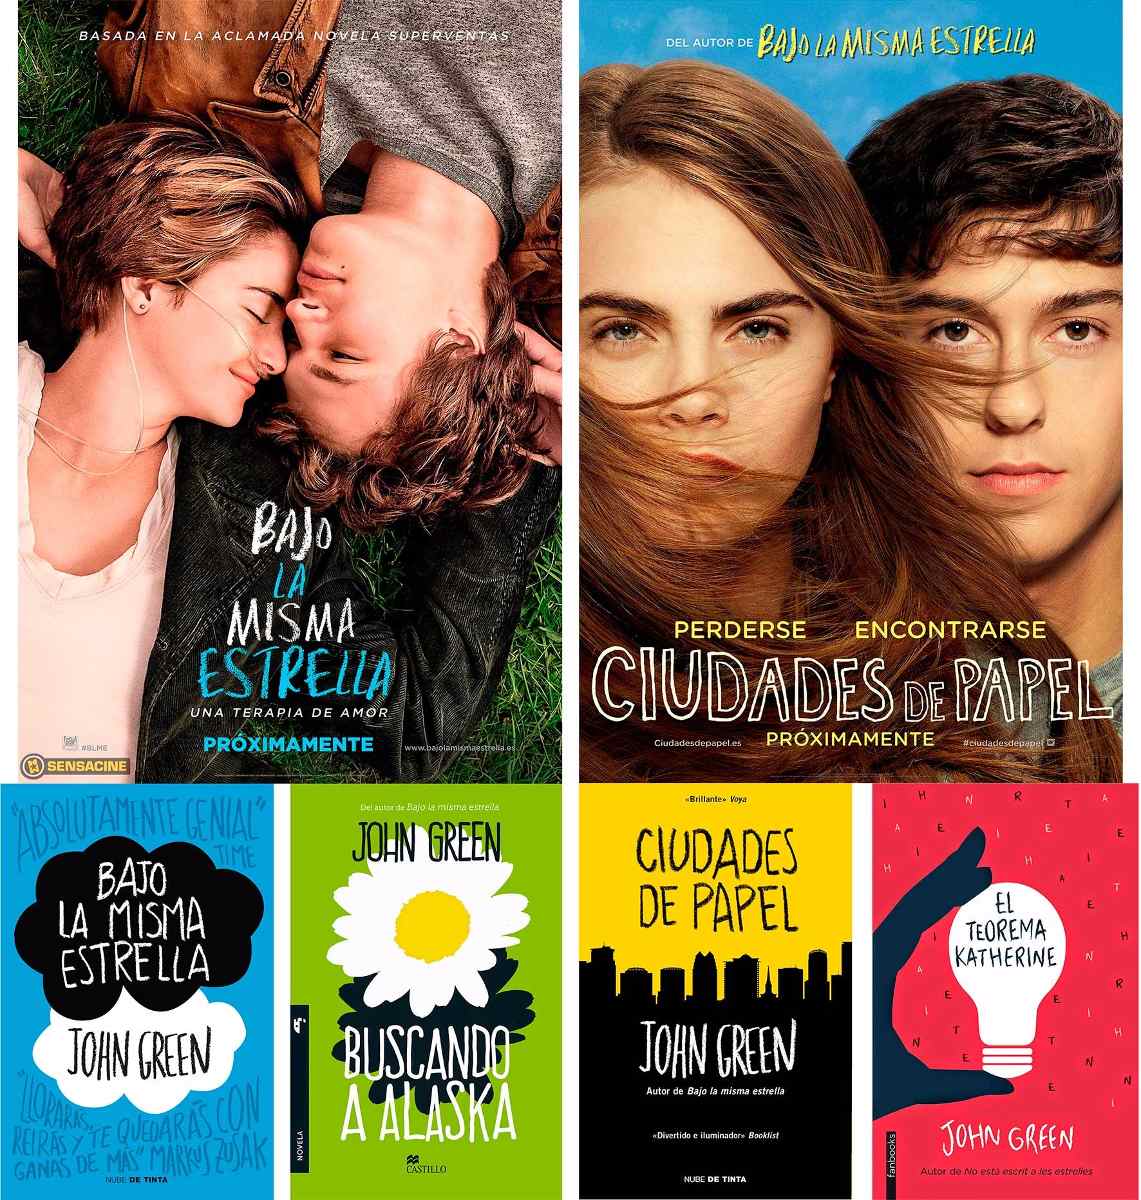 BASADA EN LA ACLAMADA NOVELA SUPERVENTAS
BAJO
LA
MISMA
ESTRELLA
UNA TERAPIA DE AMOR
PRÓXIMAMENTE
#BLME
www.bajolamismaestrella.es
SENSACINE
DEL AUTOR DE BAJO LA MISMA ESTRELLA
PERDERSE ENCONTRARSE
CIUDADES DE PAPEL
Ciudadesdepapel.es PRÓXIMAMENTE #ciudadesdepapel
"ABSOLUTAMENTE GENIAL"
TIME
BAJO
LA MISMA
ESTRELLA
JOHN GREEN
"LLORARÁS,
REIRÁS Y TE QUEDARÁS CON
GANAS DE MÁS" MARKUS ZUSAK
NUBE DE TINTA
Del autor de Bajo la misma estrella
JOHN GREEN
BUSCANDO
A ALASKA
NOVELA
CASTILLO
«Brillante» Voya
CIUDADES
DE PAPEL
JOHN GREEN
Autor de Bajo la misma estrella
«Divertido e iluminador» Booklist
NUBE DE TINTA
EL
TEOREMA
KATHERINE
JOHN GREEN
Autor de No está escrit a les estrelles
fanbooks